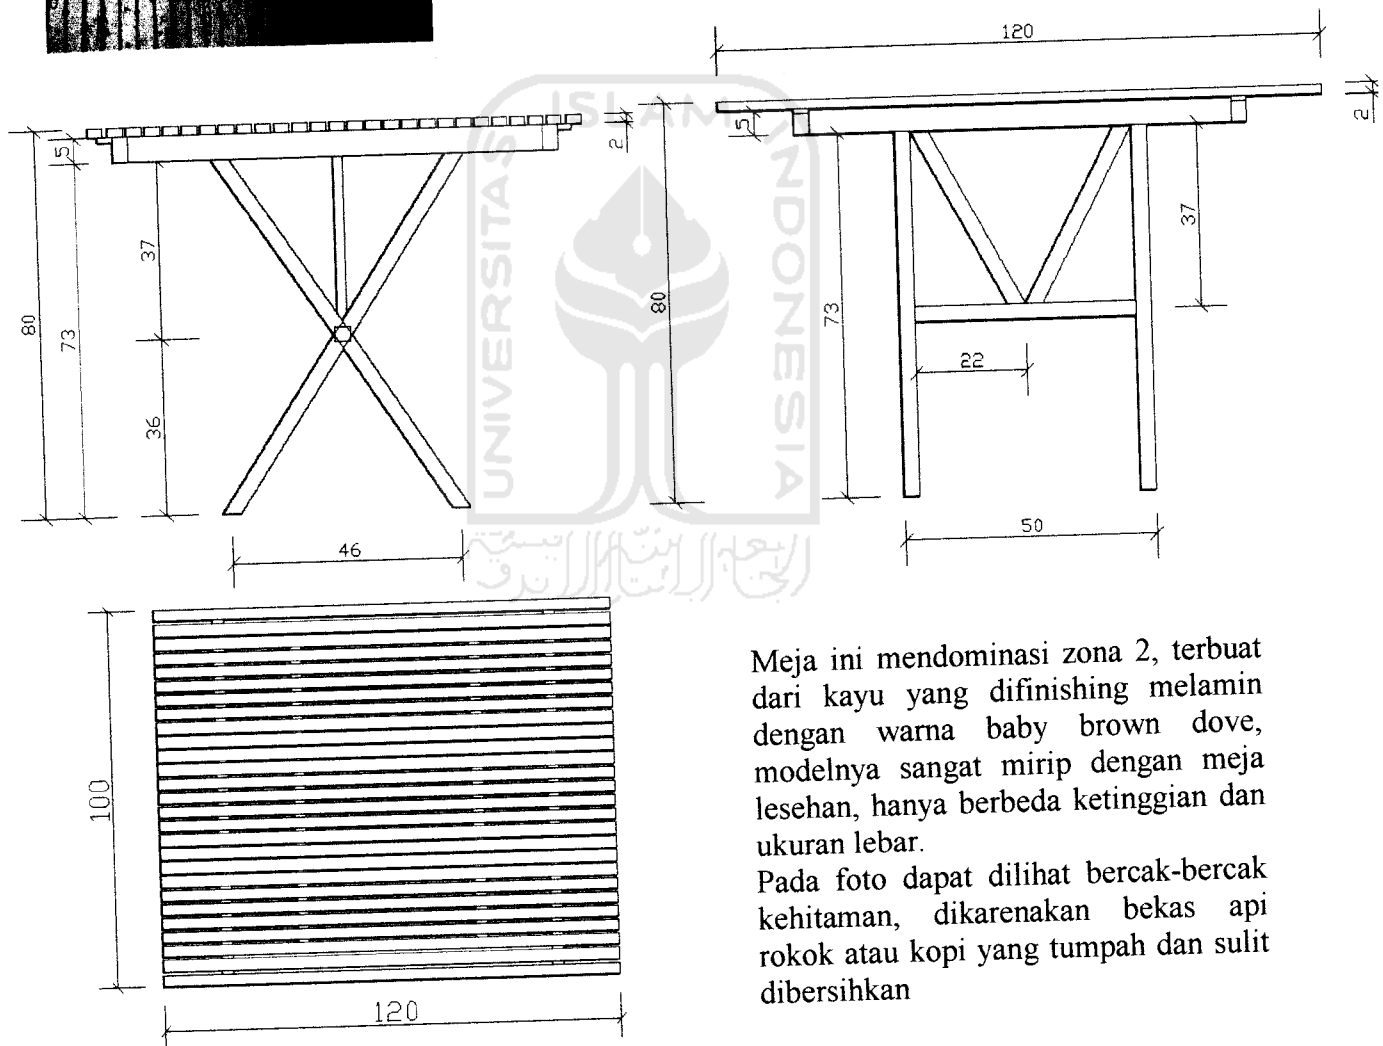 120
2
5
80
73
37
36
46
5
2
80
73
37
22
50
UNIVERSITAS
ISLAM
INDONESIA
100
120
Meja ini mendominasi zona 2, terbuat
dari kayu yang difinishing melamin
dengan warna baby brown dove,
modelnya sangat mirip dengan meja
lesehan, hanya berbeda ketinggian dan
ukuran lebar.
Pada foto dapat dilihat bercak-bercak
kehitaman, dikarenakan bekas api
rokok atau kopi yang tumpah dan sulit
dibersihkan